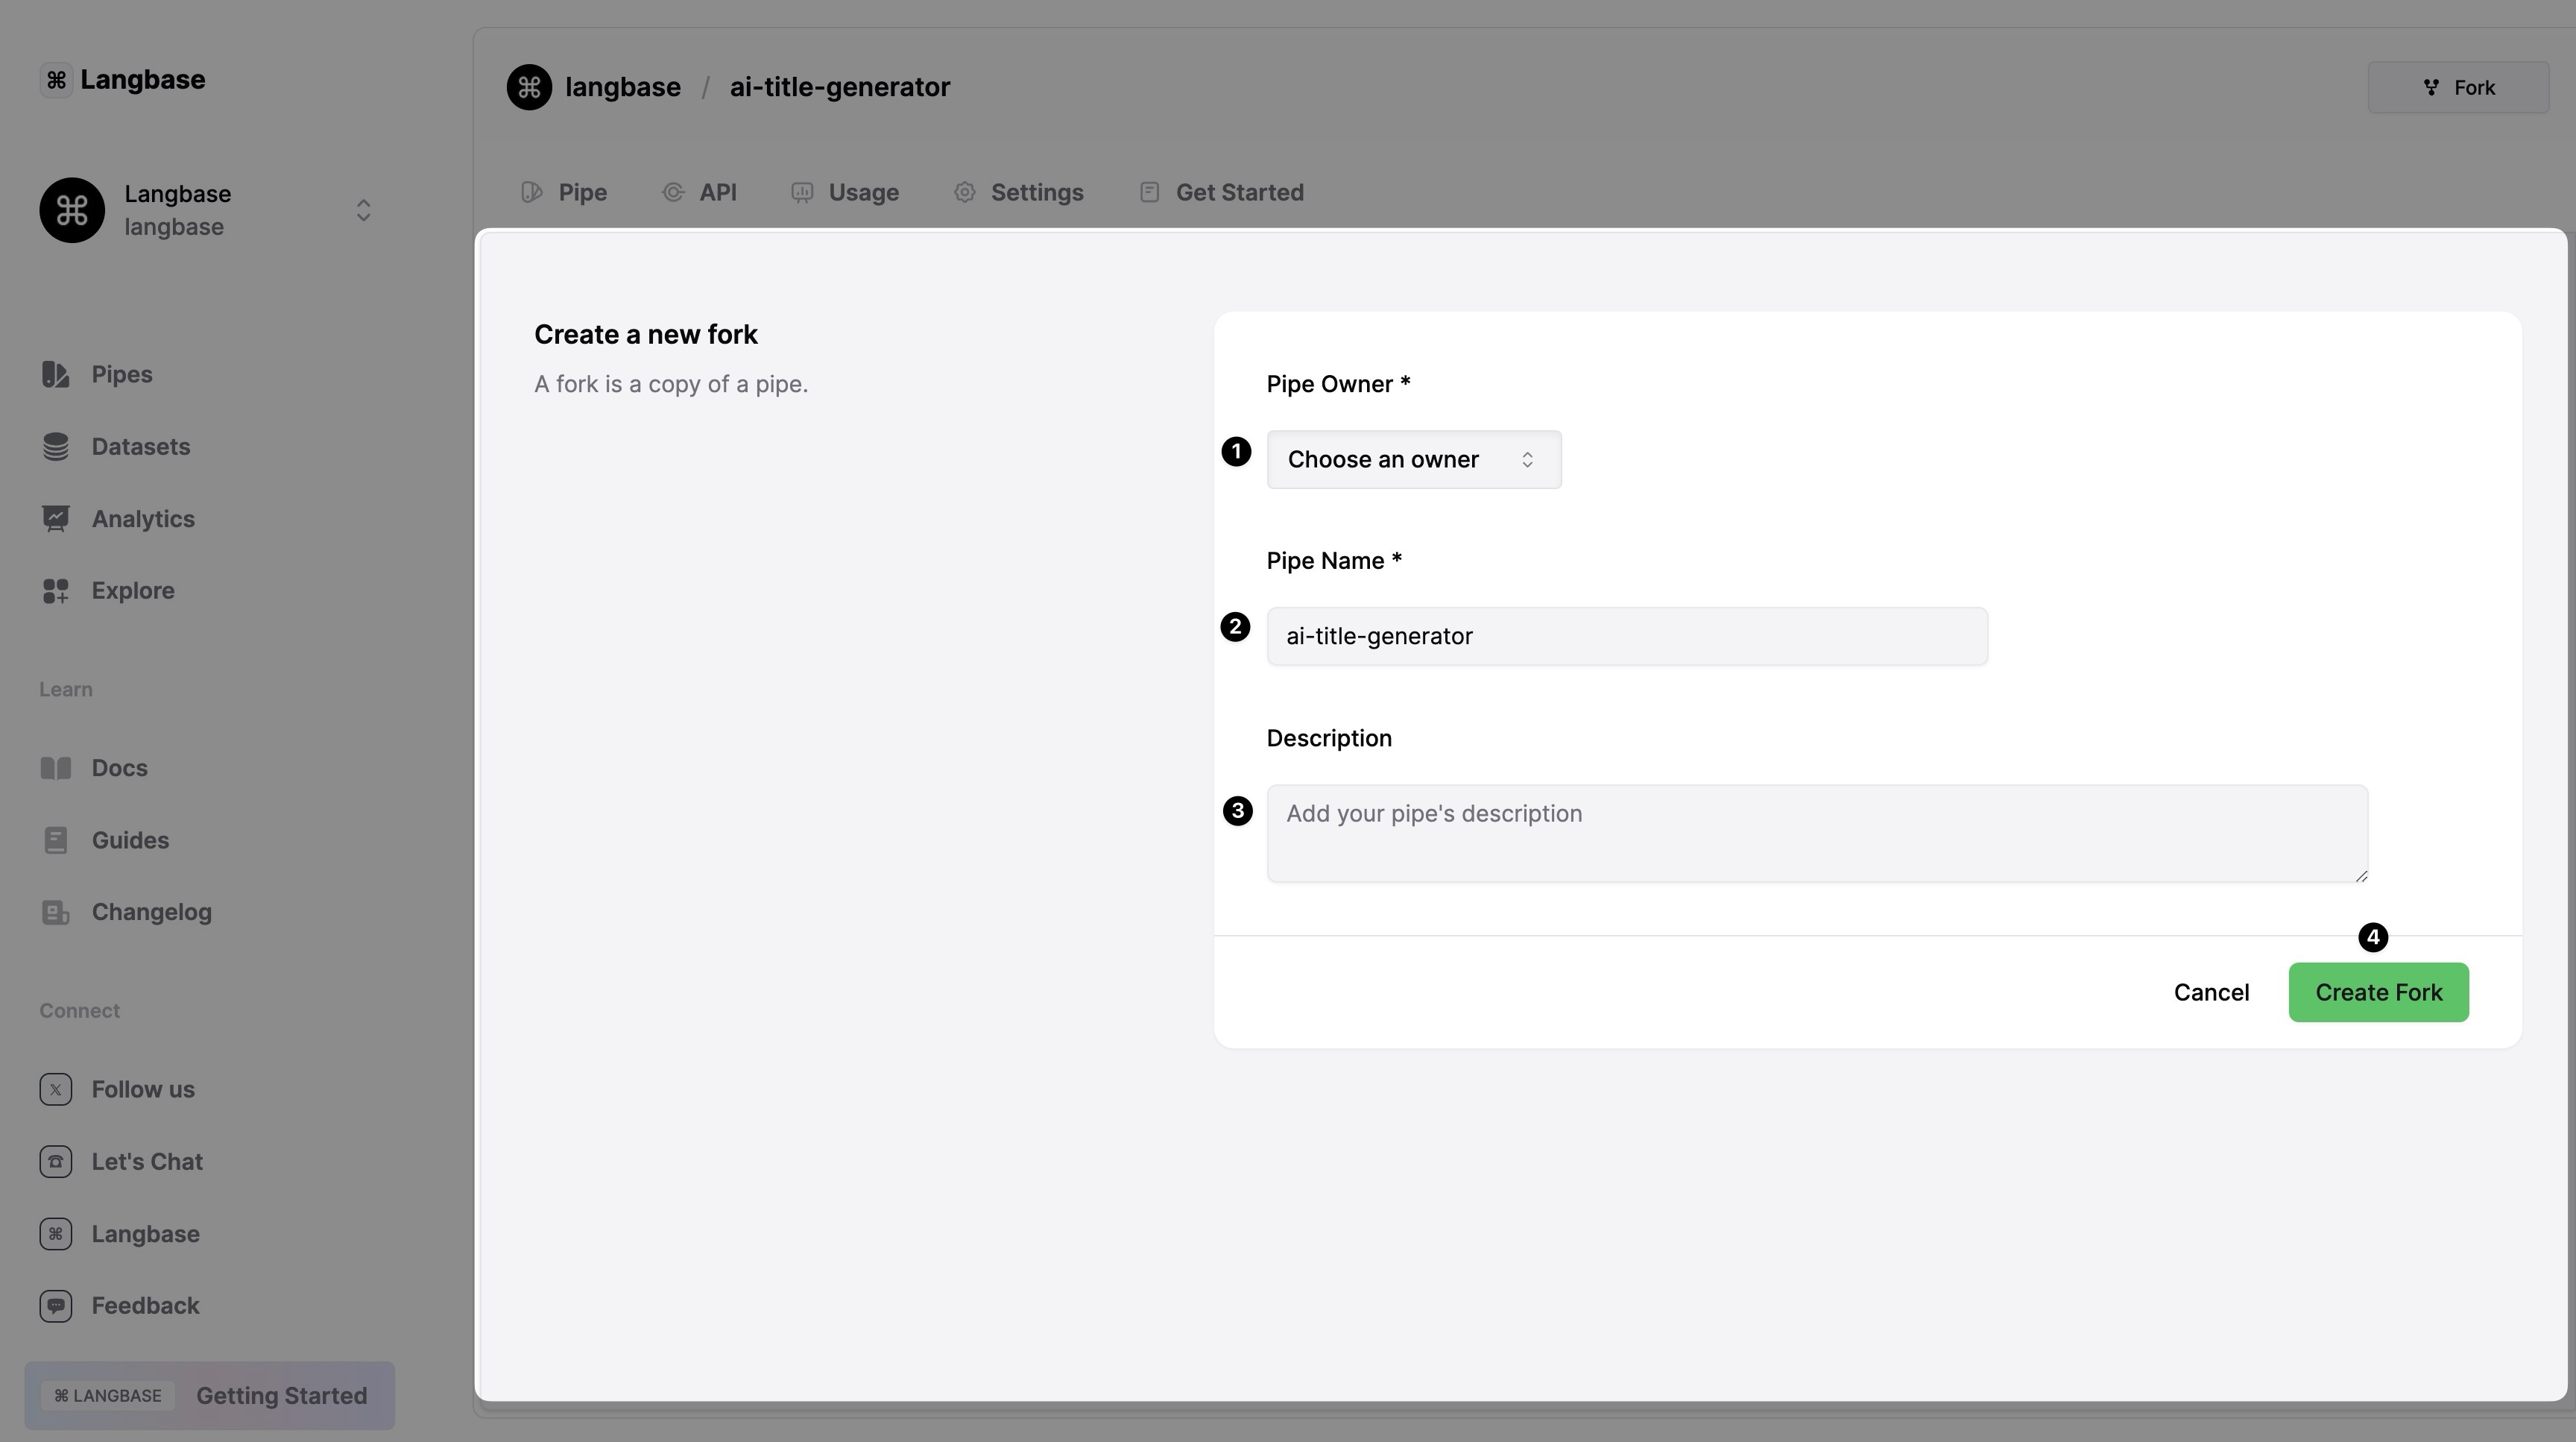 ⌘ Langbase
Langbase
langbase
Pipes
Datasets
Analytics
Explore
Learn
Docs
Guides
Changelog
Connect
Follow us
Let's Chat
Langbase
Feedback
⌘ LANGBASE Getting Started
langbase / ai-title-generator
Fork
Pipe API Usage Settings Get Started
Create a new fork
A fork is a copy of a pipe.
Pipe Owner *
1 Choose an owner
Pipe Name *
2 ai-title-generator
Description
3 Add your pipe's description
4
Cancel Create Fork